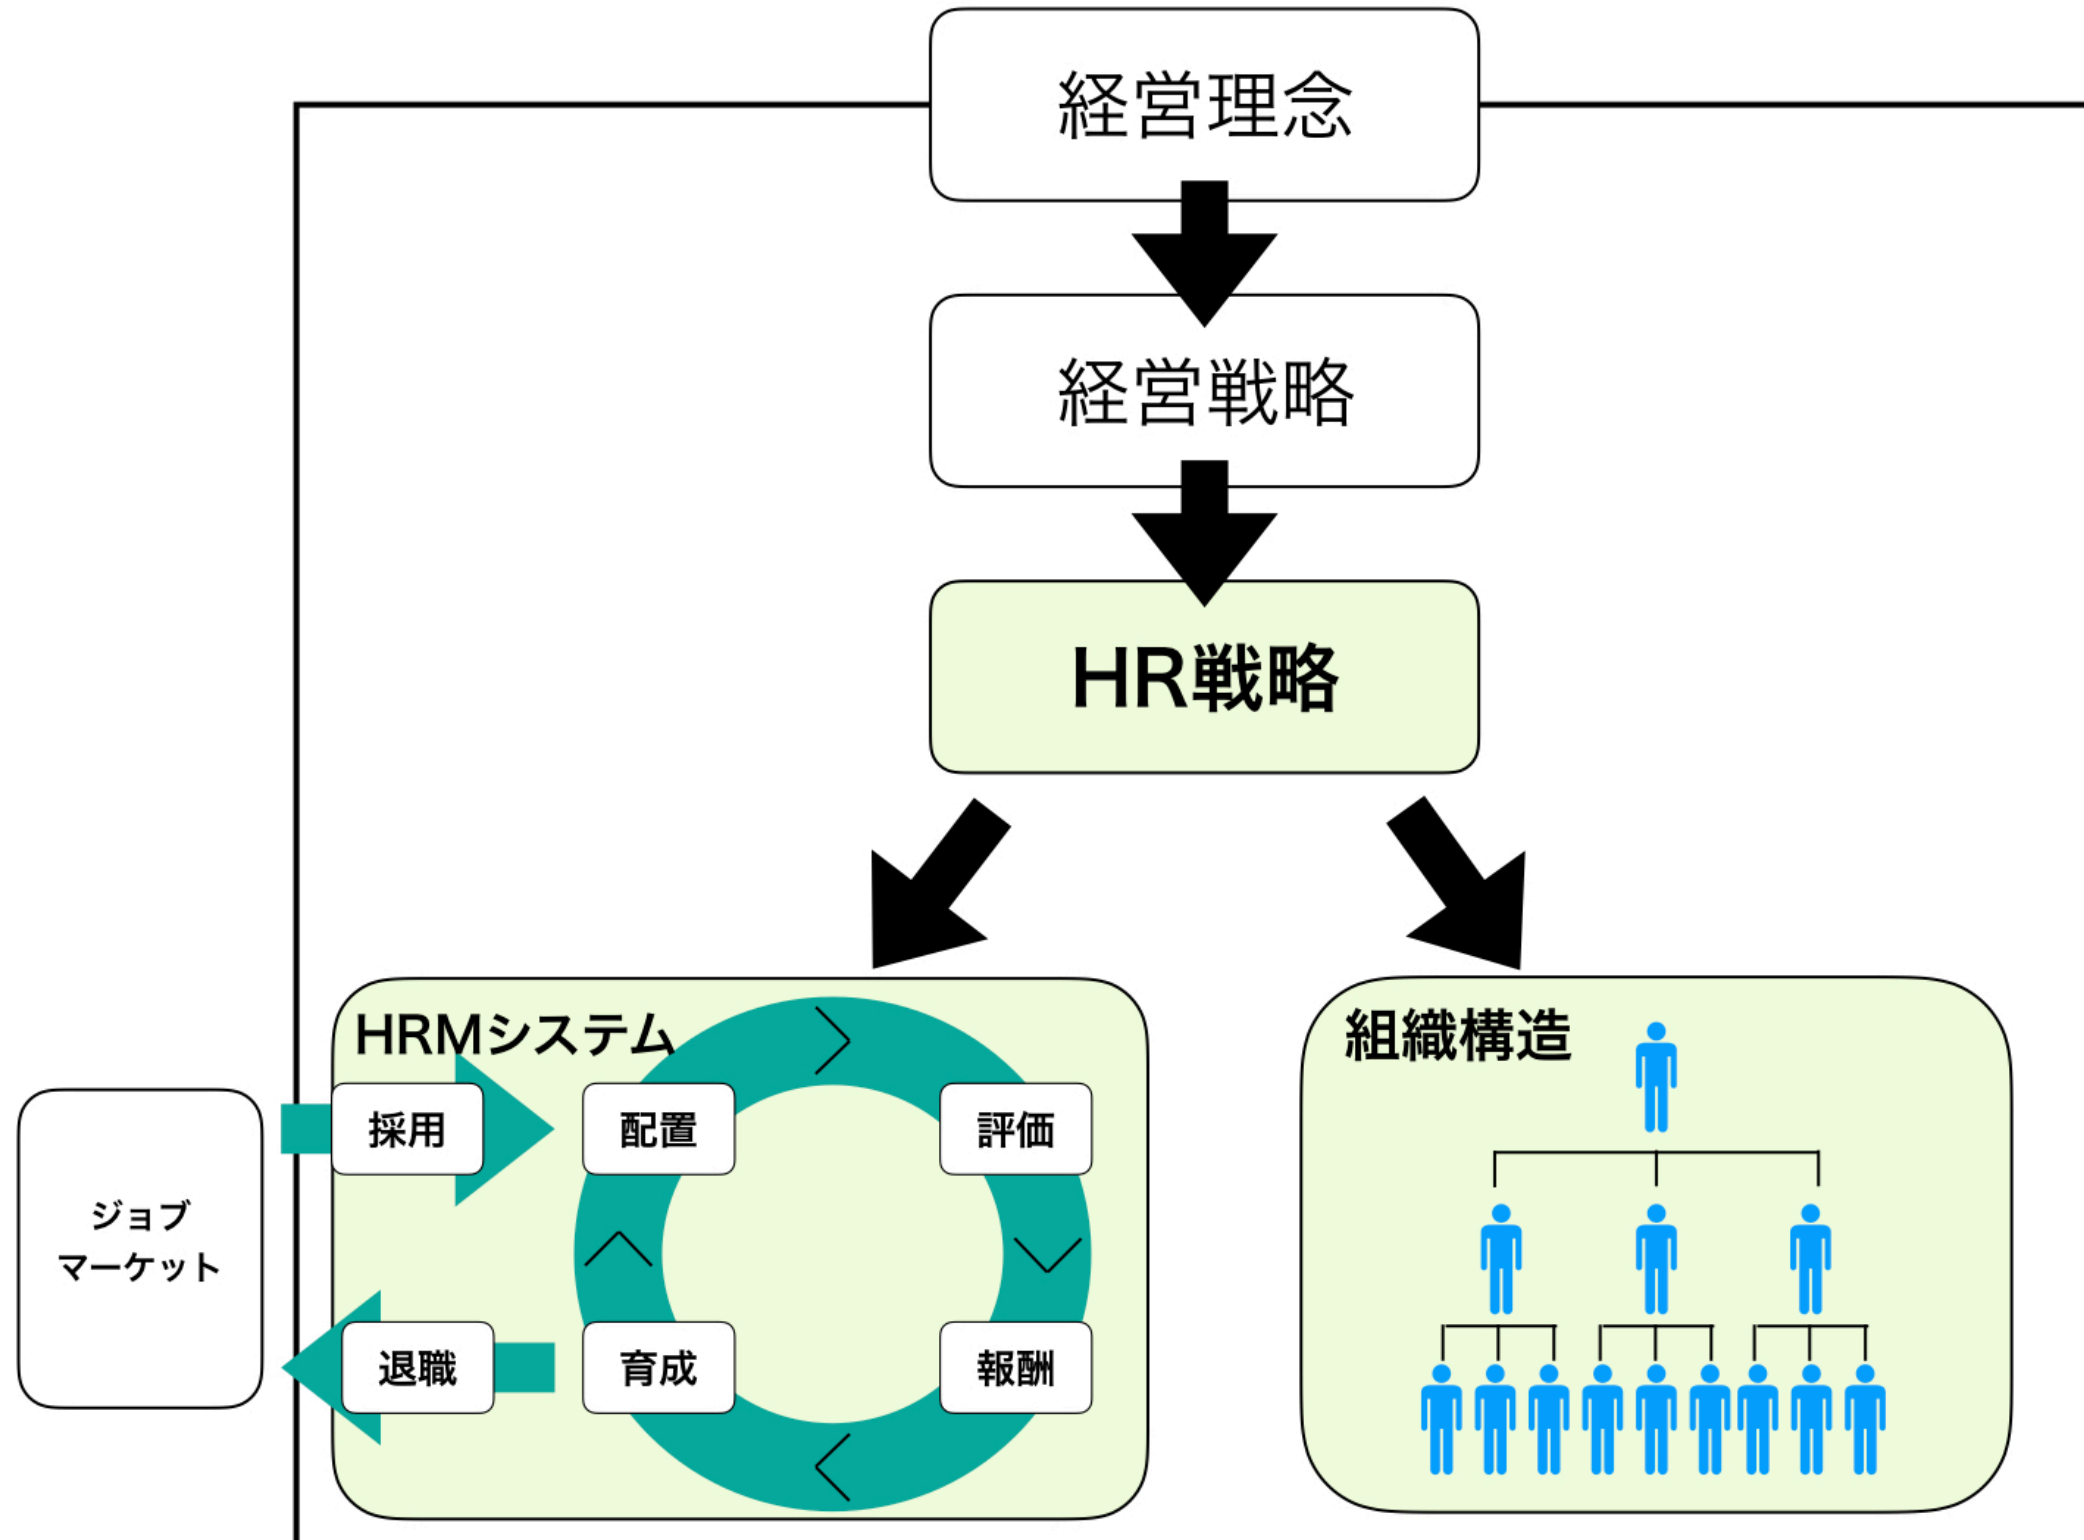 経営理念
経営戦略
HR戦略
HRMシステム
組織構造
採用
配置
評価
ジョブ
マーケット
退職
育成
報酬